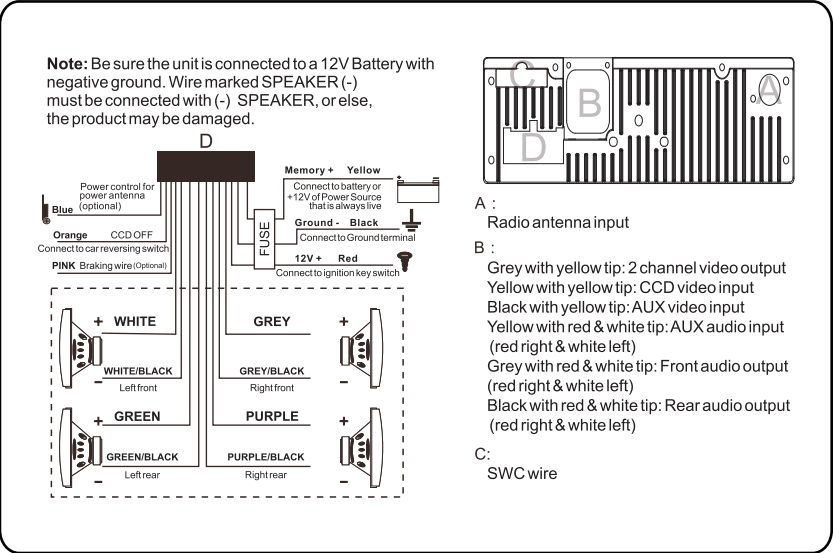 Note: Be sure the unit is connected to a 12V Battery with
negative ground. Wire marked SPEAKER (-)
must be connected with (-) SPEAKER, or else,
the product may be damaged.
D
Power control for
power antenna
(optional)
Blue
Orange CCD OFF
Connect to car reversing switch
PINK Braking wire (Optional)
FUSE
Memory + Yellow
Connect to battery or
+12V of Power Source
that is always live
+ -
Ground - Black
Connect to Ground terminal
12V + Red
Connect to ignition key switch
+ WHITE
WHITE/BLACK
-
Left front
GREY +
GREY/BLACK
-
Right front
+ GREEN
GREEN/BLACK
-
Left rear
PURPLE +
PURPLE/BLACK
-
Right rear
C
B
A
D
A :
Radio antenna input
B :
Grey with yellow tip: 2 channel video output
Yellow with yellow tip: CCD video input
Black with yellow tip: AUX video input
Yellow with red & white tip: AUX audio input
(red right & white left)
Grey with red & white tip: Front audio output
(red right & white left)
Black with red & white tip: Rear audio output
(red right & white left)
C:
SWC wire